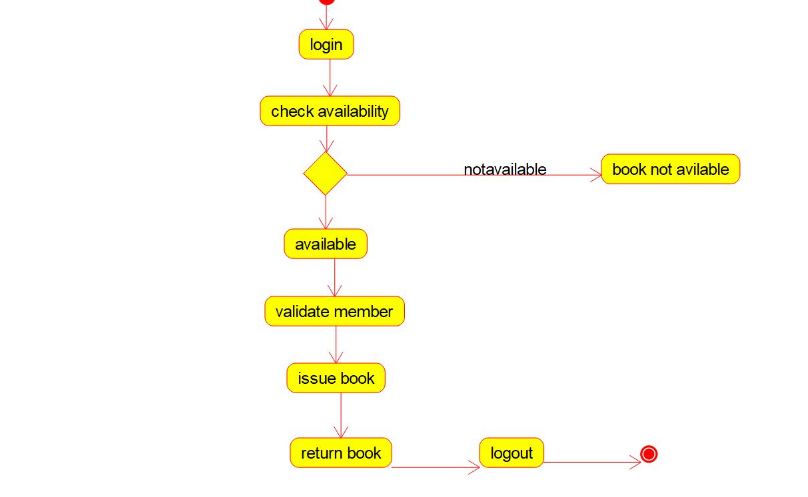 login
check availability
notavailable
book not avilable
available
validate member
issue book
return book
logout